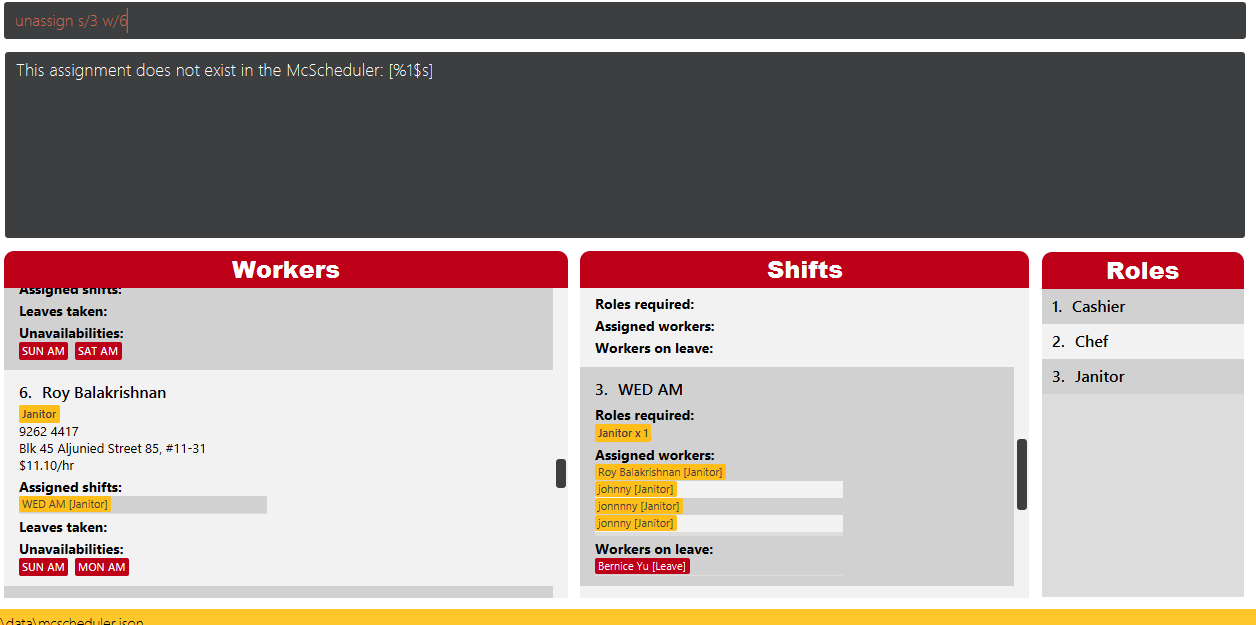 unassign s/3 w/6
This assignment does not exist in the McScheduler: [%1$s]
Workers
Assigned shifts:
Leaves taken:
Unavailabilities:
SUN AM SAT AM
6. Roy Balakrishnan
Janitor
9262 4417
Blk 45 Aljunied Street 85, #11-31
$11.10/hr
Assigned shifts:
WED AM [Janitor]
Leaves taken:
Unavailabilities:
SUN AM MON AM
Shifts
Roles required:
Assigned workers:
Workers on leave:
3. WED AM
Roles required:
Janitor x 1
Assigned workers:
Roy Balakrishnan [Janitor]
johnny [Janitor]
jonnnny [Janitor]
jonnny [Janitor]
Workers on leave:
Bernice Yu [Leave]
Roles
1. Cashier
2. Chef
3. Janitor
\data\mcscheduler.json